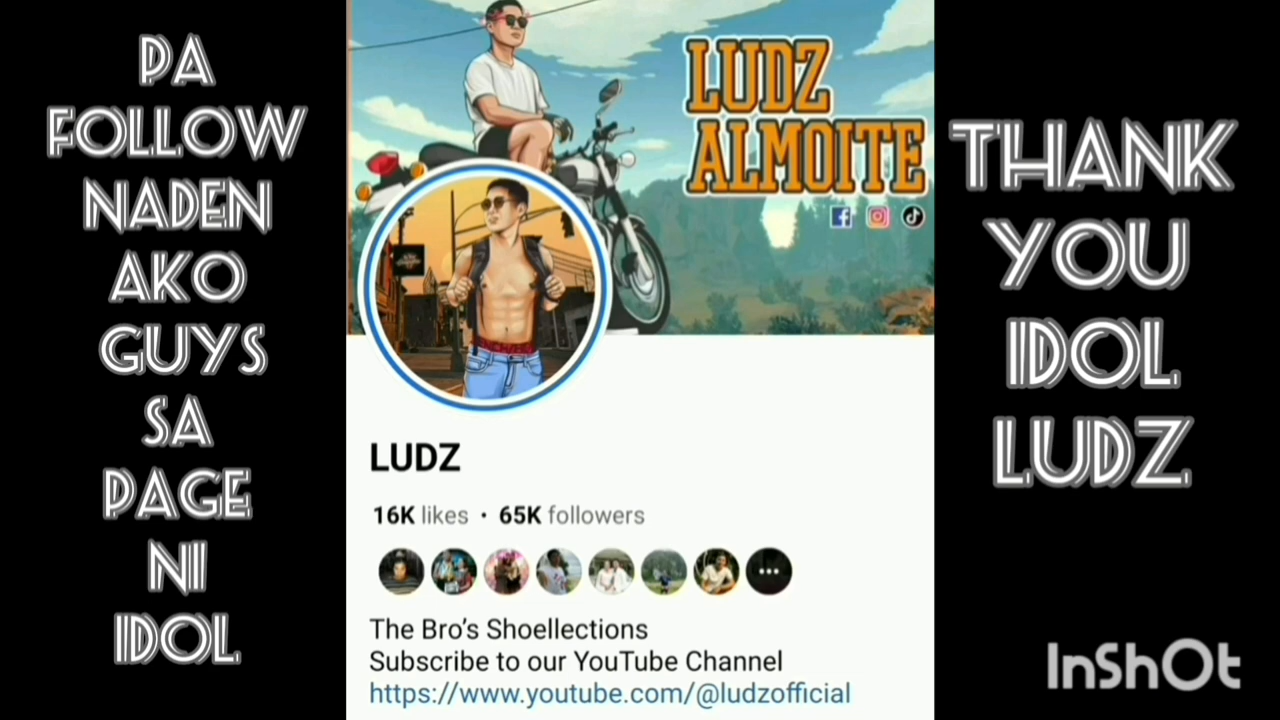 PA
FOLLOW
NADEN
AKO
GUYS
SA
PAGE
NI
IDOL
LUDZ
ALMOITE
LUDZ
16K likes · 65K followers
The Bro's Shoellections
Subscribe to our YouTube Channel
https://www.youtube.com/@ludzofficial
THANK
YOU
IDOL
LUDZ
InShOt